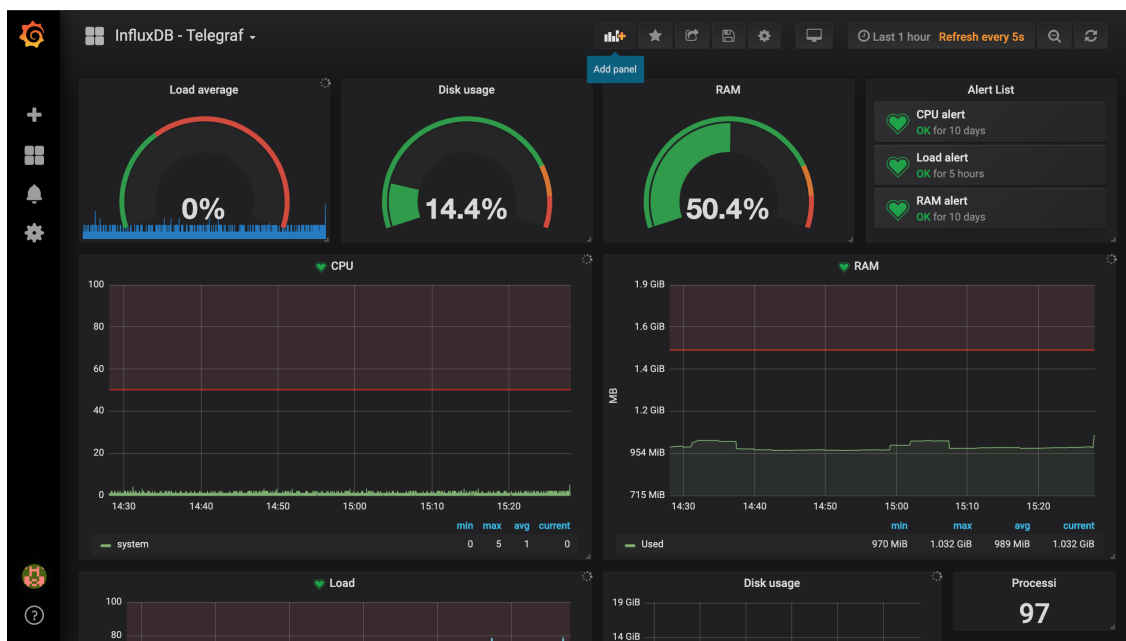 InfluxDB - Telegraf
Last 1 hour Refresh every 5s
Add panel
Load average
0%
Disk usage
14.4%
RAM
50.4%
Alert List
CPU alert
OK for 10 days
Load alert
OK for 5 hours
RAM alert
OK for 10 days
CPU
100
80
60
40
20
0
14:30 14:40 14:50 15:00 15:10 15:20
min max avg current
system 0 5 1 0
RAM
MB
1.9 GiB
1.6 GiB
1.4 GiB
1.2 GiB
954 MiB
715 MiB
14:30 14:40 14:50 15:00 15:10 15:20
min max avg current
Used 970 MiB 1.032 GiB 989 MiB 1.032 GiB
Load
100
80
Disk usage
19 GiB
14 GiB
Processi
97
?